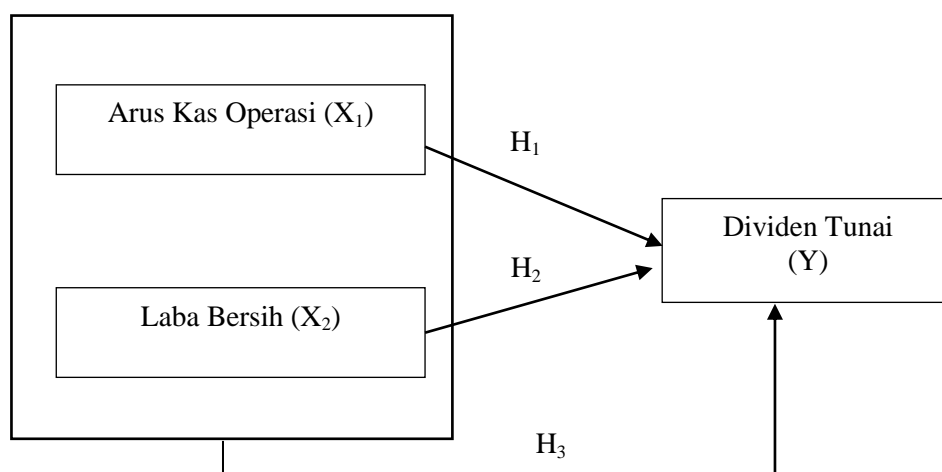 Arus Kas Operasi (X₁)
H₁
Dividen Tunai
(Y)
H₂
Laba Bersih (X₂)
H₃